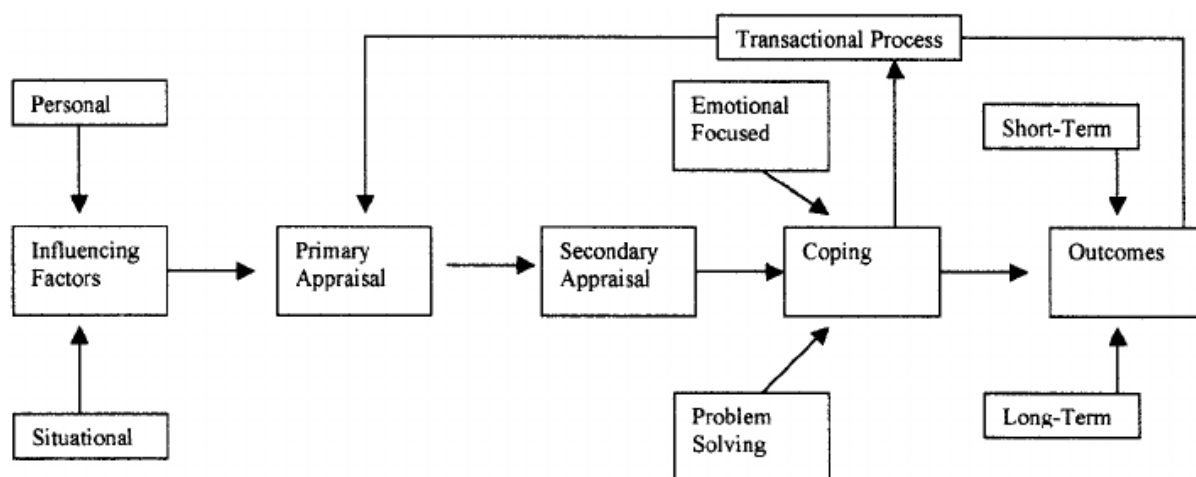 Transactional Process
Personal
Emotional
Focused
Short-Term
Influencing
Factors
Primary
Appraisal
Secondary
Appraisal
Coping
Outcomes
Situational
Problem
Solving
Long-Term